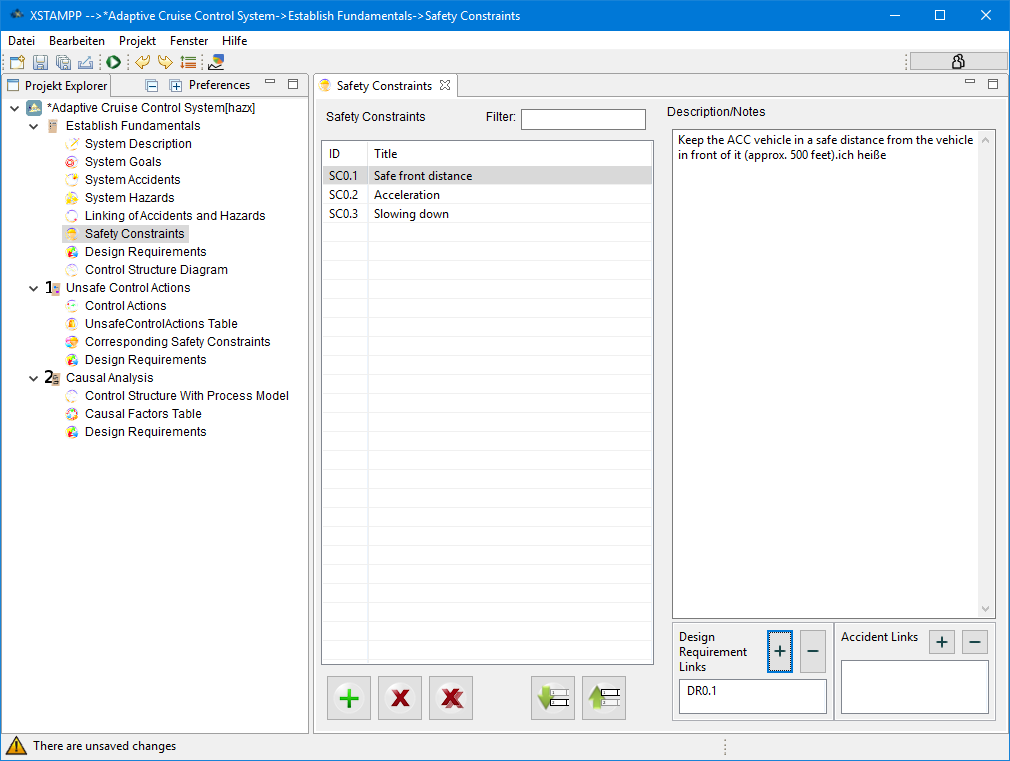 XSTAMPP -->*Adaptive Cruise Control System->Establish Fundamentals->Safety Constraints
Datei Bearbeiten Projekt Fenster Hilfe
Projekt Explorer
Preferences
*Adaptive Cruise Control System[hazx]
Establish Fundamentals
System Description
System Goals
System Accidents
System Hazards
Linking of Accidents and Hazards
Safety Constraints
Design Requirements
Control Structure Diagram
1 Unsafe Control Actions
Control Actions
UnsafeControlActions Table
Corresponding Safety Constraints
Design Requirements
2 Causal Analysis
Control Structure With Process Model
Causal Factors Table
Design Requirements
Safety Constraints
Safety Constraints
Filter:
ID Title
SC0.1 Safe front distance
SC0.2 Acceleration
SC0.3 Slowing down
Description/Notes
Keep the ACC vehicle in a safe distance from the vehicle
in front of it (approx. 500 feet).ich heiße
Design
Requirement
Links
DR0.1
Accident Links
There are unsaved changes